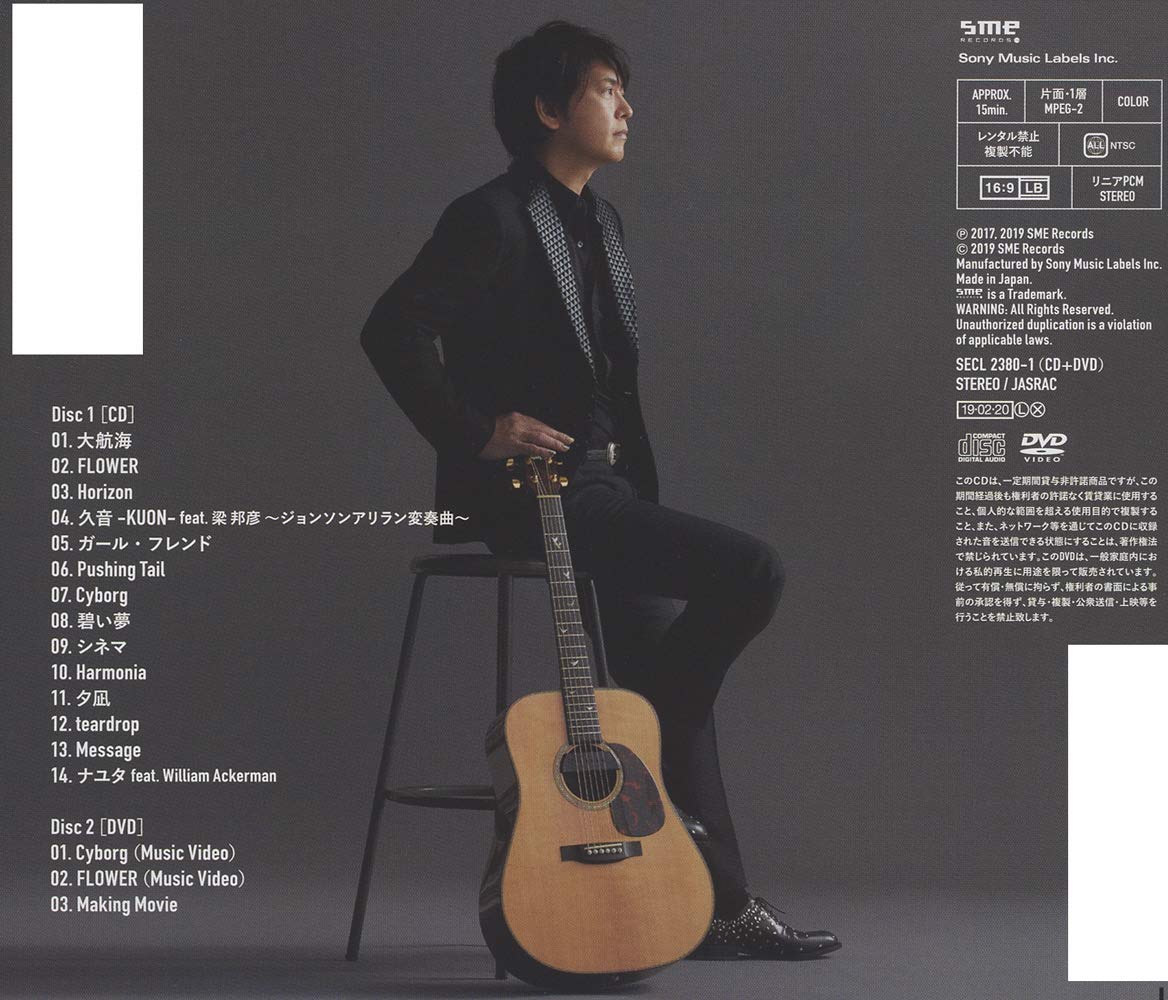 sme
RECORDS
Sony Music Labels Inc.
APPROX.
15min.
片面・1層
MPEG-2
COLOR
レンタル禁止
複製不能
ALL
NTSC
16:9 LB
リニアPCM
STEREO
℗ 2017, 2019 SME Records
© 2019 SME Records
Manufactured by Sony Music Labels Inc.
Made in Japan.
sme RECORDS is a Trademark.
WARNING: All Rights Reserved.
Unauthorized duplication is a violation
of applicable laws.
SECL 2380-1 (CD+DVD)
STEREO / JASRAC
19·02·20 Ⓛ Ⓧ
COMPACT
disc
DIGITAL AUDIO
DVD
VIDEO
このCDは、一定期間貸与非許諾商品ですが、この
期間経過後も権利者の許諾なく賃貸業に使用する
こと、個人的な範囲を超える使用目的で複製する
こと、また、ネットワーク等を通じてこのCDに収録
された音を送信できる状態にすることは、著作権法
で禁じられています。このDVDは、一般家庭内にお
ける私的再生に用途を限って販売されています。
従って有償・無償に拘らず、権利者の書面による事
前の承認を得ず、貸与・複製・公衆送信・上映等を
行うことを禁止致します。
Disc 1 [CD]
01. 大航海
02. FLOWER
03. Horizon
04. 久音 -KUON- feat. 梁 邦彦 ～ジョンソンアリラン変奏曲～
05. ガール・フレンド
06. Pushing Tail
07. Cyborg
08. 碧い夢
09. シネマ
10. Harmonia
11. 夕凪
12. teardrop
13. Message
14. ナユタ feat. William Ackerman
Disc 2 [DVD]
01. Cyborg (Music Video)
02. FLOWER (Music Video)
03. Making Movie